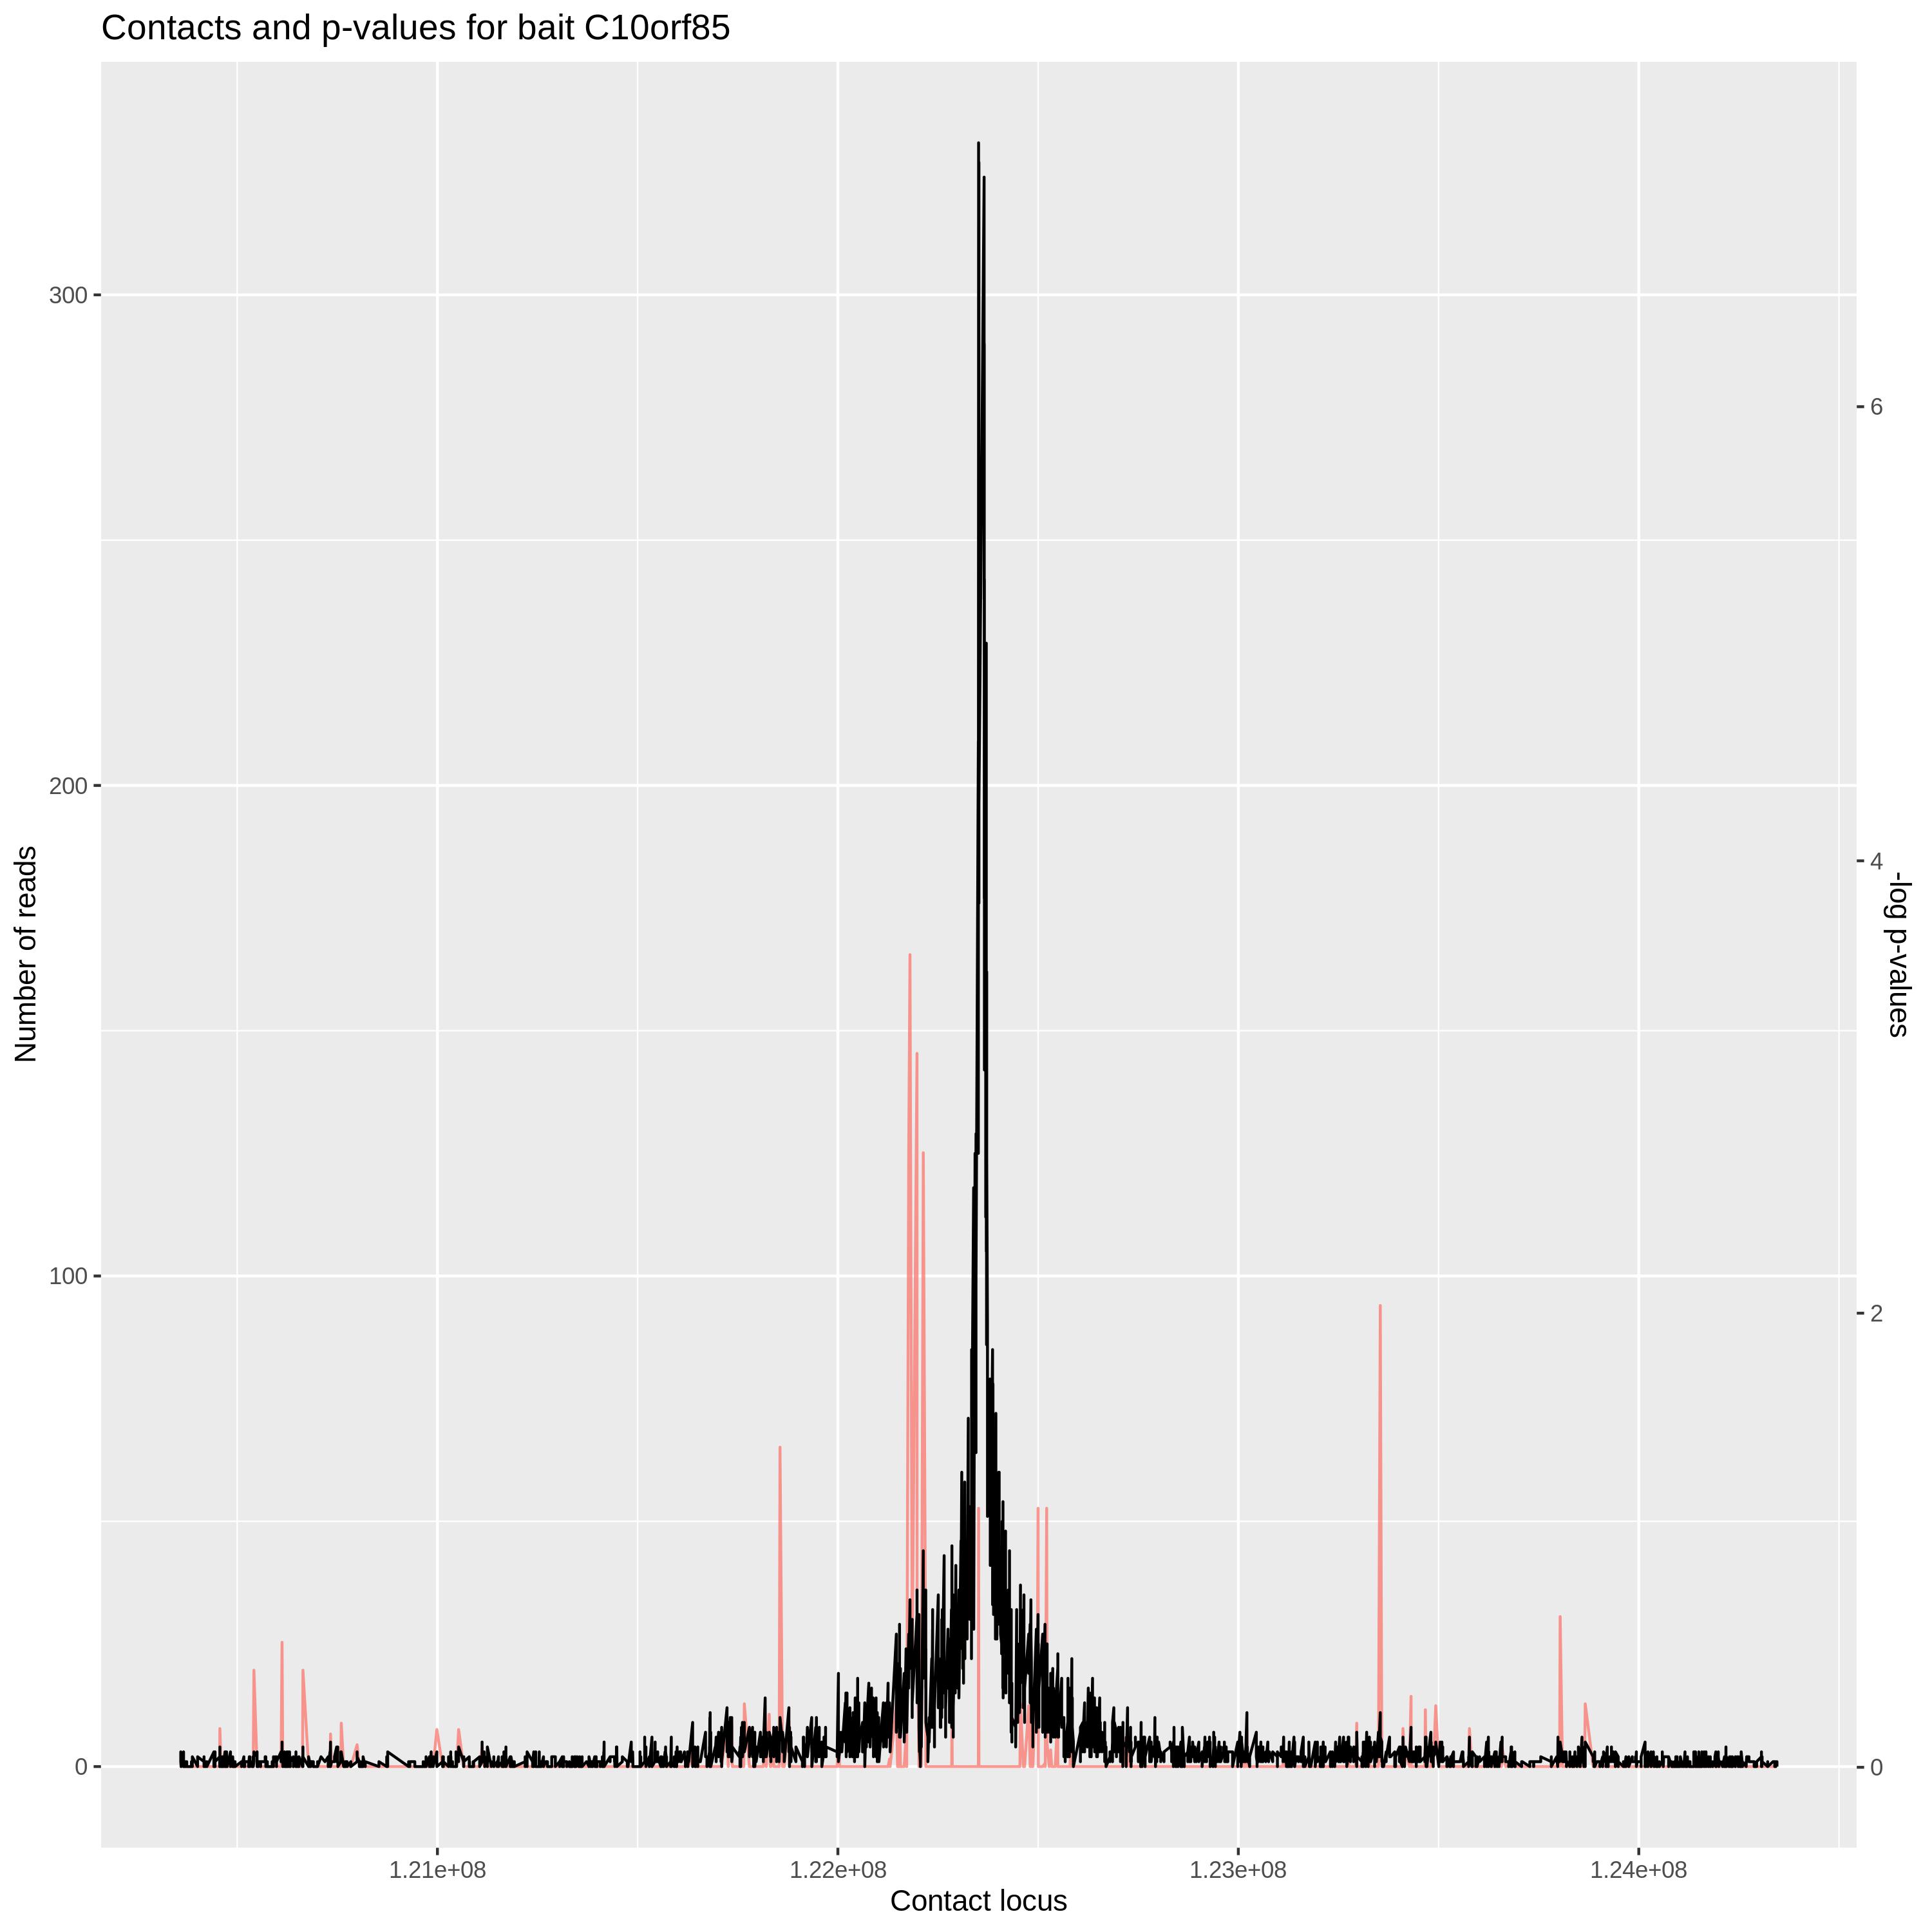 Contacts and p-values for bait C10orf85
300
200
100
0
Number of reads
6
4
2
0
-log p-values
1.21e+08
1.22e+08
1.23e+08
1.24e+08
Contact locus